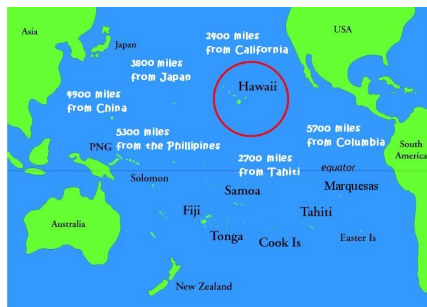 Asia
USA
Japan
2400 miles
from California
3800 miles
from Japan
Hawaii
4900 miles
from China
5300 miles
from the Phillipines
5700 miles
from Columbia
PNG
South
America
2700 miles
from Tahiti
equator
Solomon
Samoa
Marquesas
Fiji
Tahiti
Australia
Tonga
Cook Is
Easter Is
New Zealand